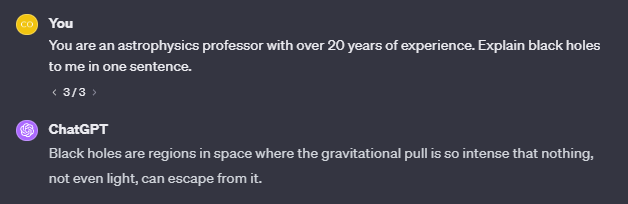 CO
You
You are an astrophysics professor with over 20 years of experience. Explain black holes
to me in one sentence.
< 3 / 3 >
ChatGPT
Black holes are regions in space where the gravitational pull is so intense that nothing,
not even light, can escape from it.